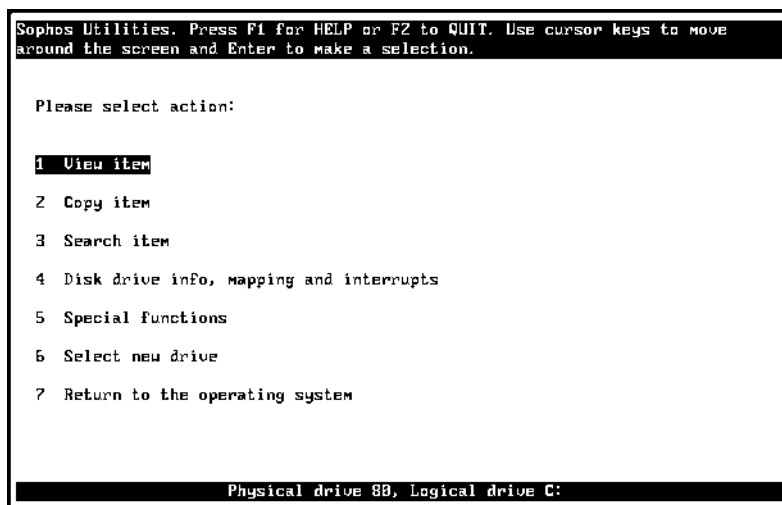 Sophos Utilities. Press F1 for HELP or F2 to QUIT. Use cursor keys to move
around the screen and Enter to make a selection.
Please select action:
1 View item
2 Copy item
3 Search item
4 Disk drive info, mapping and interrupts
5 Special functions
6 Select new drive
7 Return to the operating system
Physical drive 80, Logical drive C: